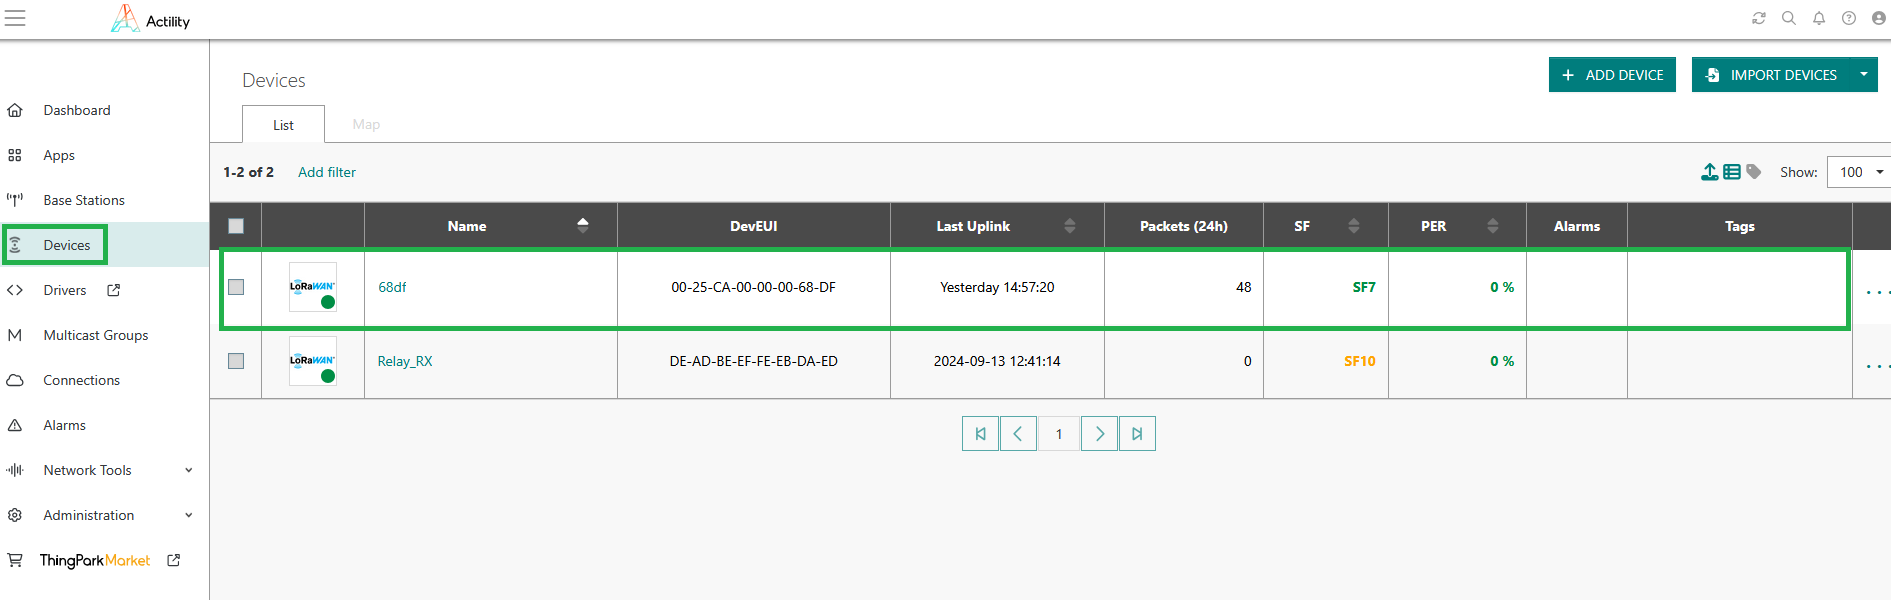 Actility
Dashboard
Apps
Base Stations
Devices
Drivers
Multicast Groups
Connections
Alarms
Network Tools
Administration
ThingPark Market
Devices
ADD DEVICE
IMPORT DEVICES
List
Map
1-2 of 2
Add filter
Show:
100
Name
DevEUI
Last Uplink
Packets (24h)
SF
PER
Alarms
Tags
LoRaWAN
68df
00-25-CA-00-00-00-68-DF
Yesterday 14:57:20
48
SF7
0 %
LoRaWAN
Relay_RX
DE-AD-BE-EF-FE-EB-DA-ED
2024-09-13 12:41:14
0
SF10
0 %
1